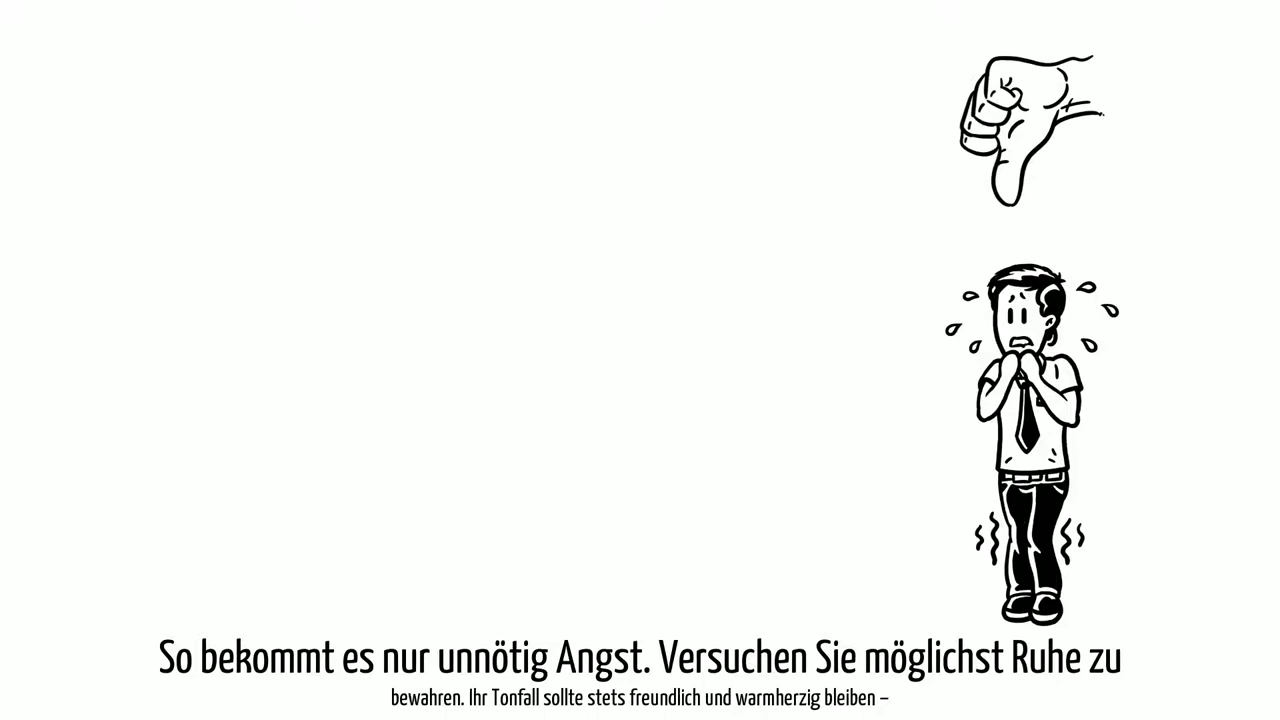 So bekommt es nur unnötig Angst. Versuchen Sie möglichst Ruhe zu
bewahren. Ihr Tonfall sollte stets freundlich und warmherzig bleiben –